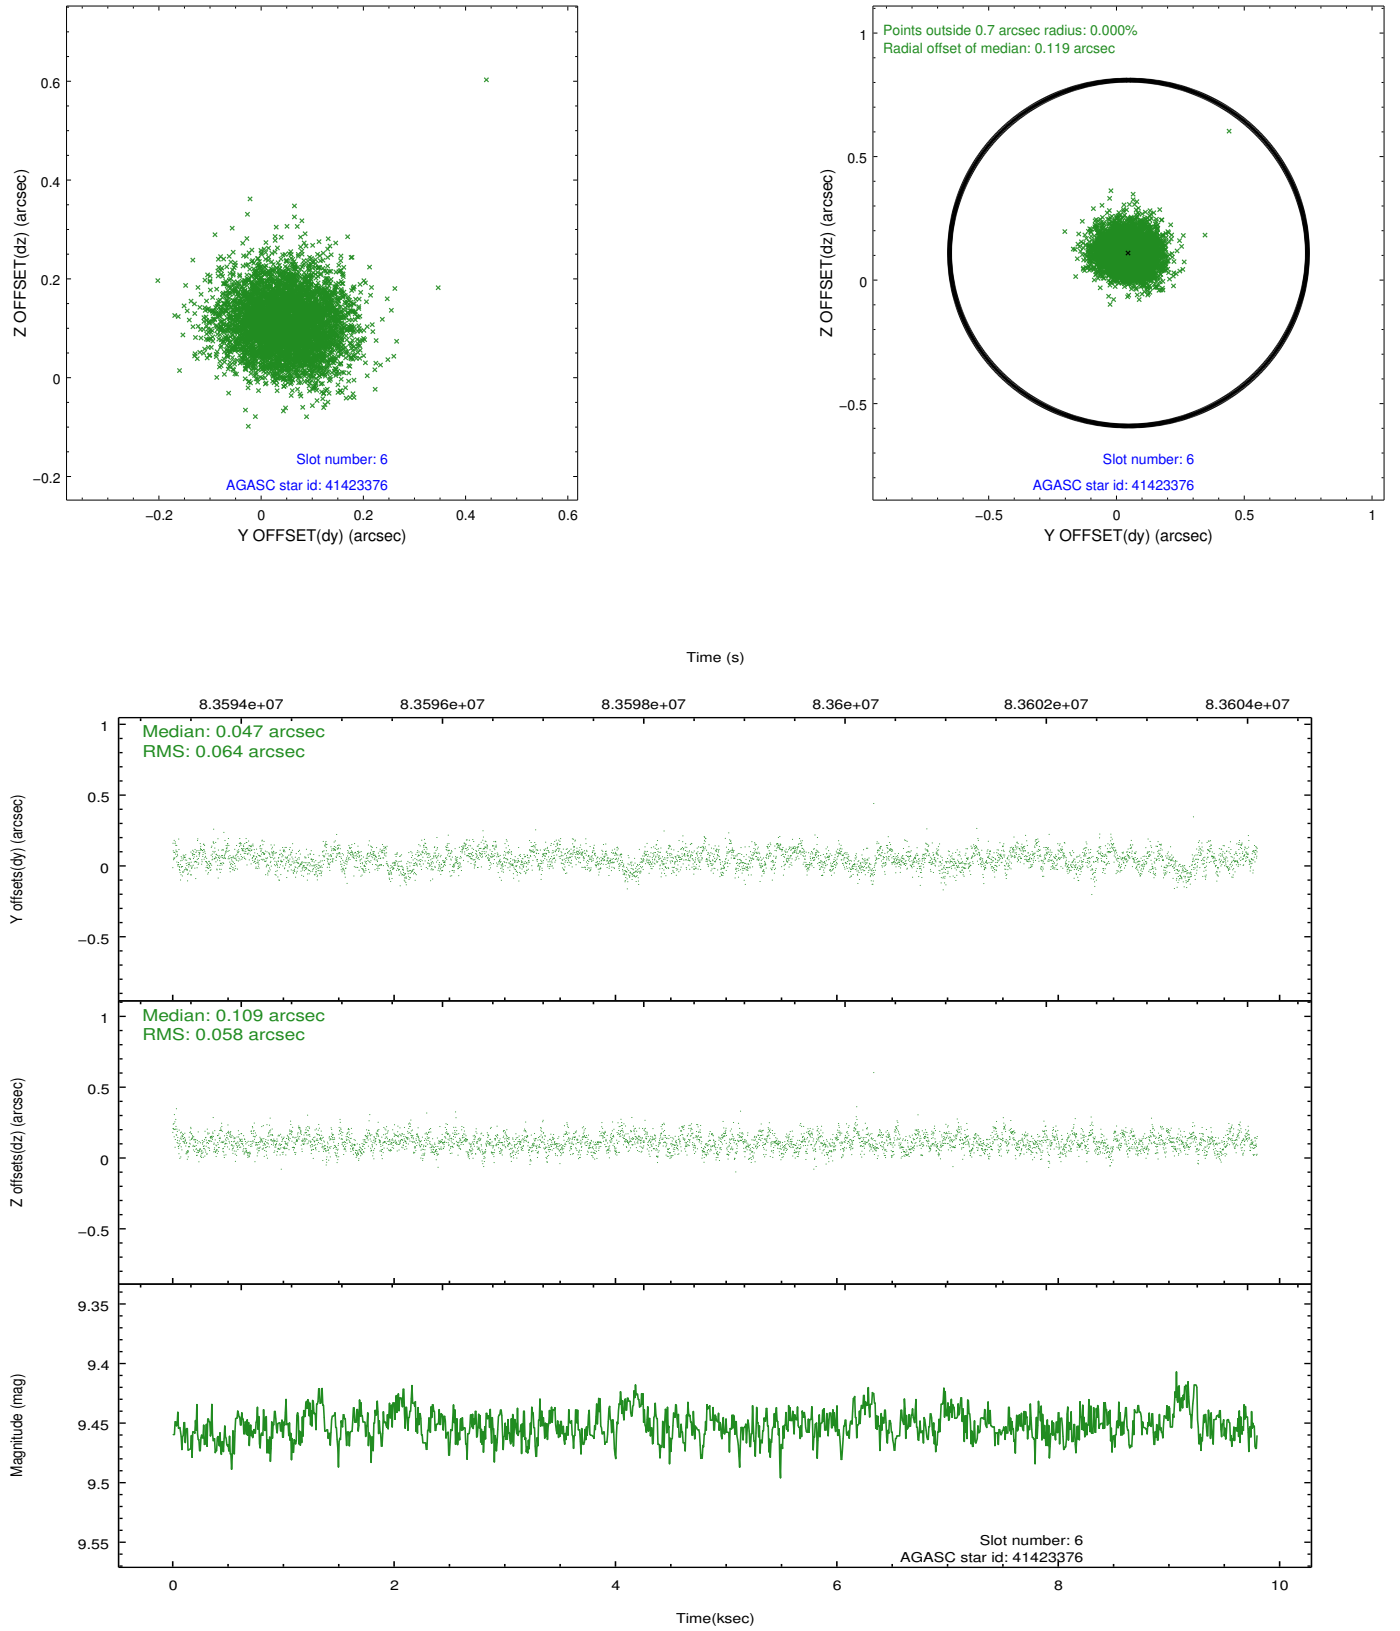 0.6
0.4
0.2
0
−0.2
Z OFFSET(dz) (arcsec)
Slot number: 6
AGASC star id: 41423376
−0.2 0 0.2 0.4 0.6
Y OFFSET(dy) (arcsec)
Points outside 0.7 arcsec radius: 0.000%
Radial offset of median: 0.119 arcsec
1
0.5
0
−0.5
Z OFFSET(dz) (arcsec)
Slot number: 6
AGASC star id: 41423376
−0.5 0 0.5 1
Y OFFSET(dy) (arcsec)
Time (s)
8.3594e+07 8.3596e+07 8.3598e+07 8.36e+07 8.3602e+07 8.3604e+07
Median: 0.047 arcsec
RMS: 0.064 arcsec
1
0.5
0
−0.5
Y offsets(dy) (arcsec)
Median: 0.109 arcsec
RMS: 0.058 arcsec
1
0.5
0
−0.5
Z offsets(dz) (arcsec)
9.35
9.4
9.45
9.5
9.55
Magnitude (mag)
Slot number: 6
AGASC star id: 41423376
0 2 4 6 8 10
Time(ksec)